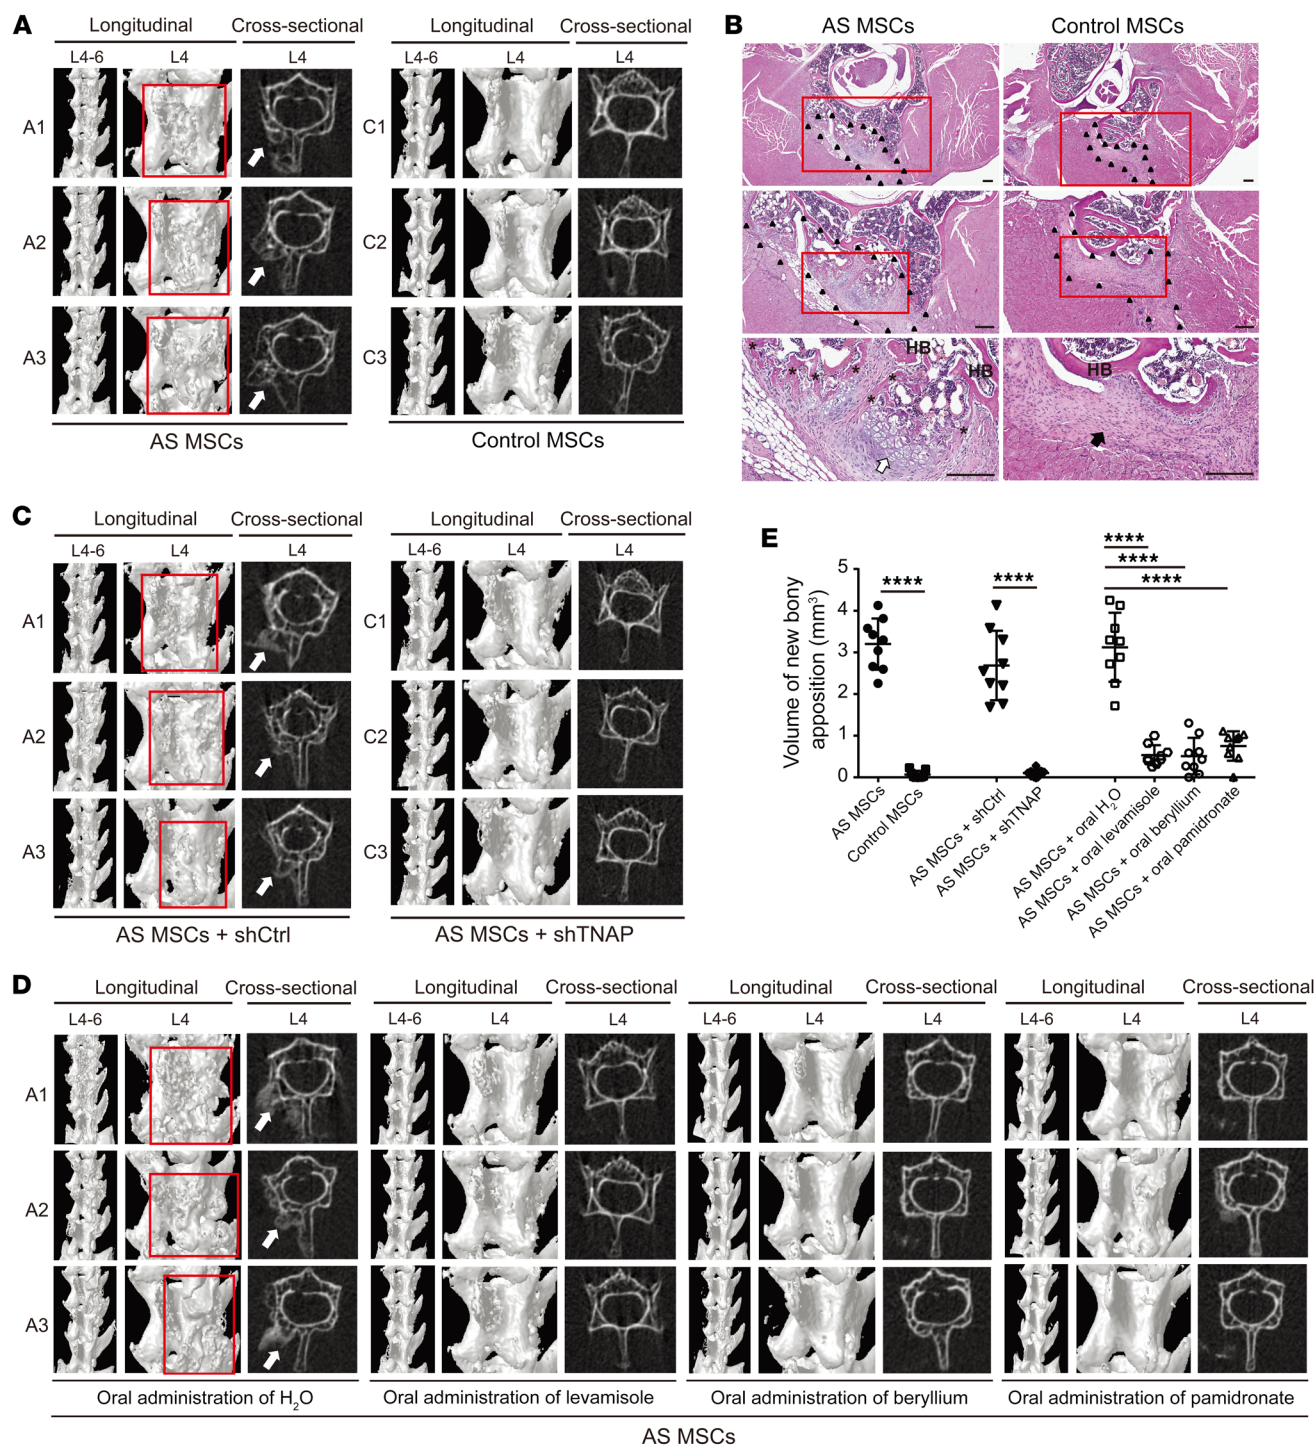 A
Longitudinal Cross-sectional Longitudinal Cross-sectional
L4-6 L4 L4 L4-6 L4 L4
A1 C1
A2 C2
A3 C3
AS MSCs Control MSCs
B
AS MSCs Control MSCs
HB HB HB
* * * * * * *
C
Longitudinal Cross-sectional Longitudinal Cross-sectional
L4-6 L4 L4 L4-6 L4 L4
A1 C1
A2 C2
A3 C3
AS MSCs + shCtrl AS MSCs + shTNAP
E
****
****
**** **** ****
Volume of new bony
apposition (mm³)
5
4
3
2
1
0
AS MSCs
Control MSCs
AS MSCs + shCtrl
AS MSCs + shTNAP
AS MSCs + oral H₂O
AS MSCs + oral levamisole
AS MSCs + oral beryllium
AS MSCs + oral pamidronate
D
Longitudinal Cross-sectional Longitudinal Cross-sectional Longitudinal Cross-sectional Longitudinal Cross-sectional
L4-6 L4 L4 L4-6 L4 L4 L4-6 L4 L4 L4-6 L4 L4
A1
A2
A3
Oral administration of H₂O Oral administration of levamisole Oral administration of beryllium Oral administration of pamidronate
AS MSCs